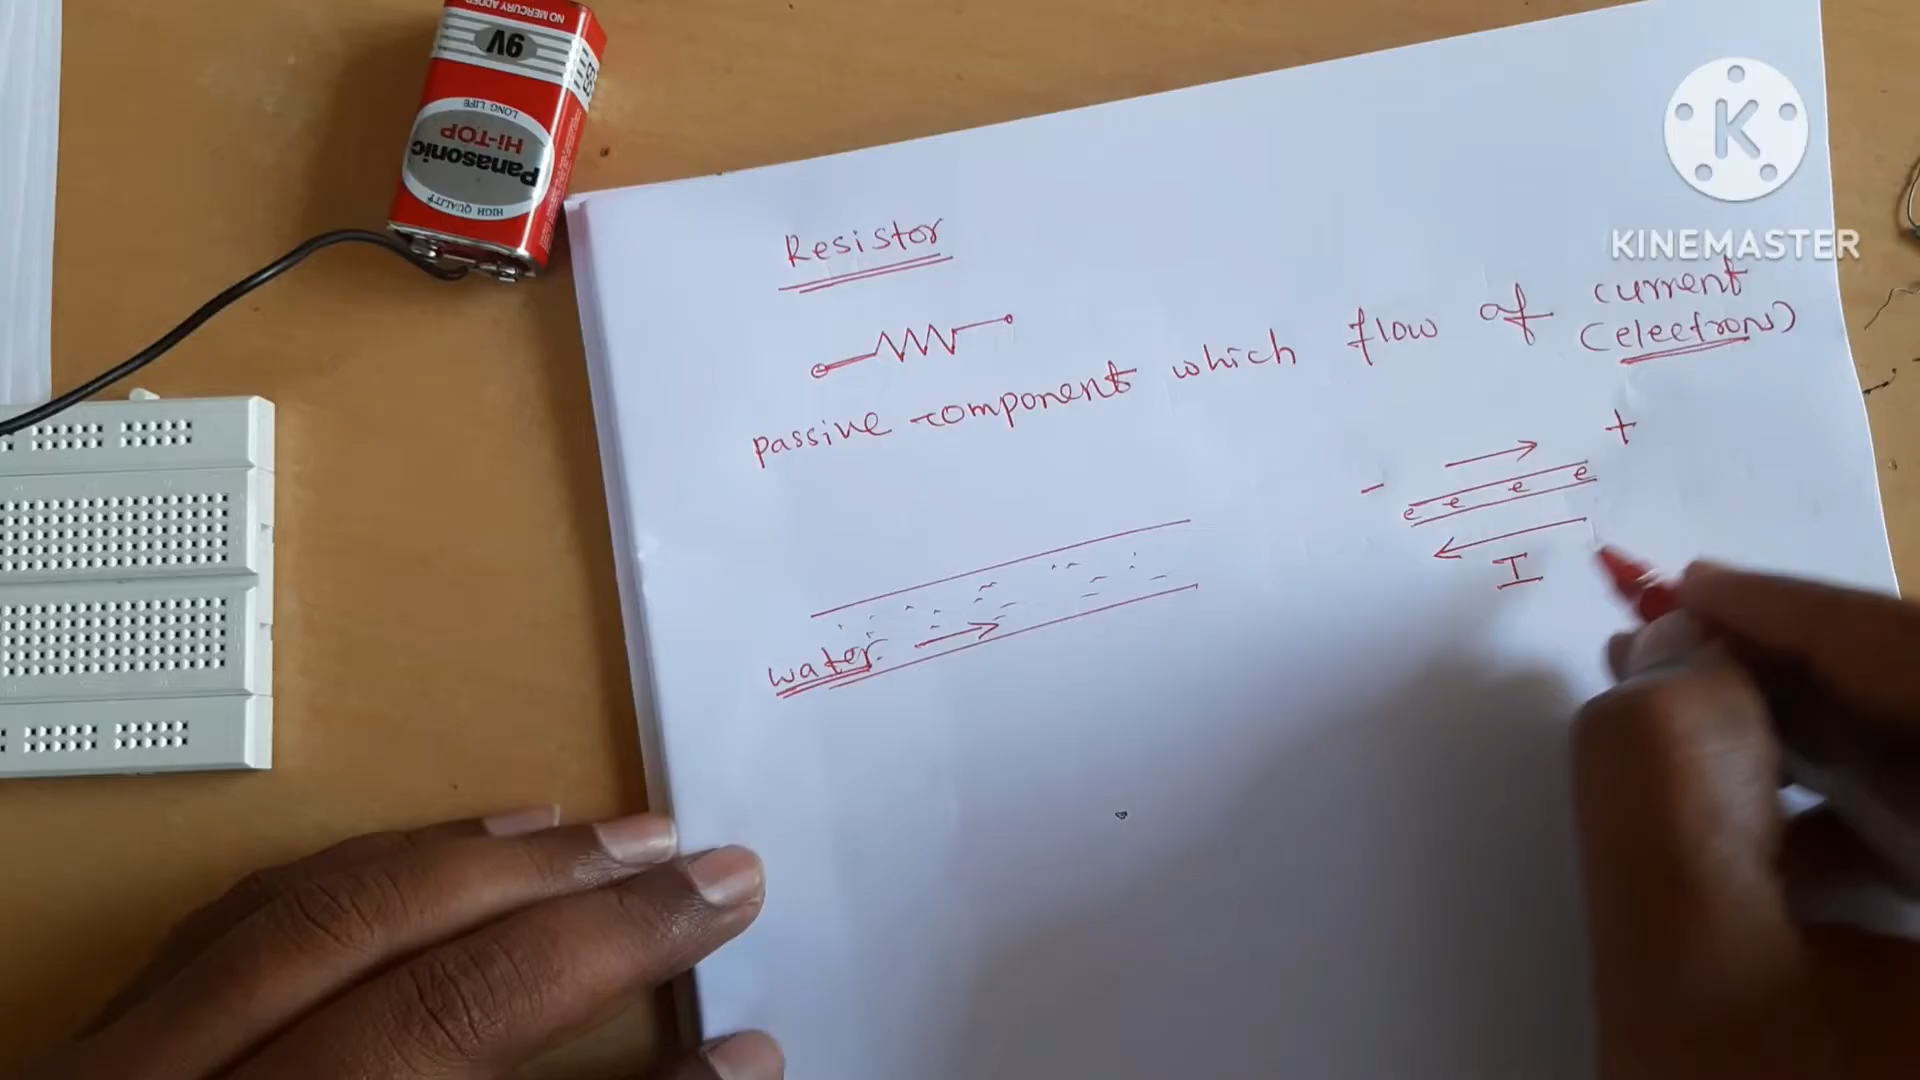 NO MERCURY ADDED
9V
LONG LIFE
Hi-TOP
Panasonic
HIGH QUALITY
K
KINEMASTER
Resistor
passive component which flow of current
(electrons)
- +
e e e e
I
water